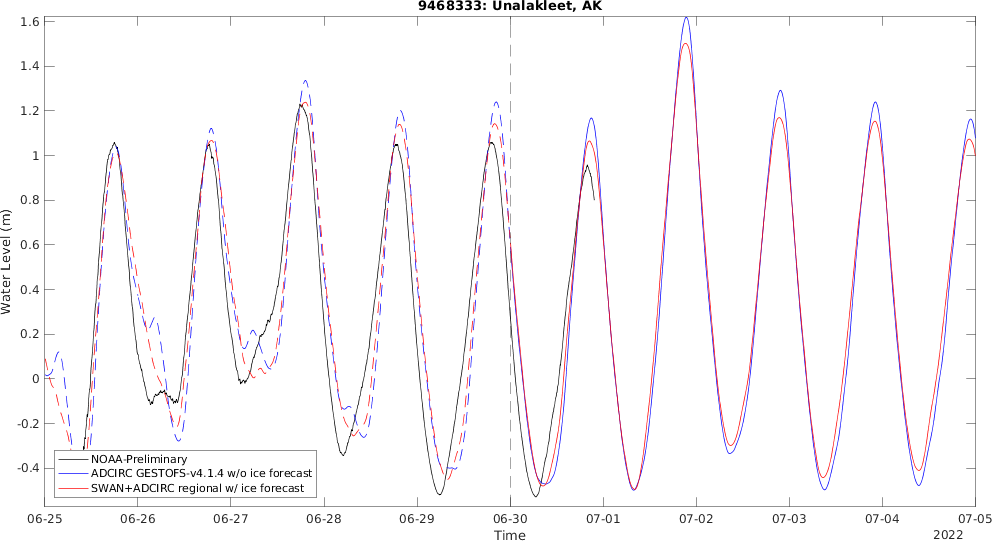 9468333: Unalakleet, AK
1.6
1.4
1.2
1
0.8
0.6
0.4
0.2
0
-0.2
-0.4
Water Level (m)
NOAA-Preliminary
ADCIRC GESTOFS-v4.1.4 w/o ice forecast
SWAN+ADCIRC regional w/ ice forecast
06-25 06-26 06-27 06-28 06-29 06-30 07-01 07-02 07-03 07-04 07-05
Time
2022